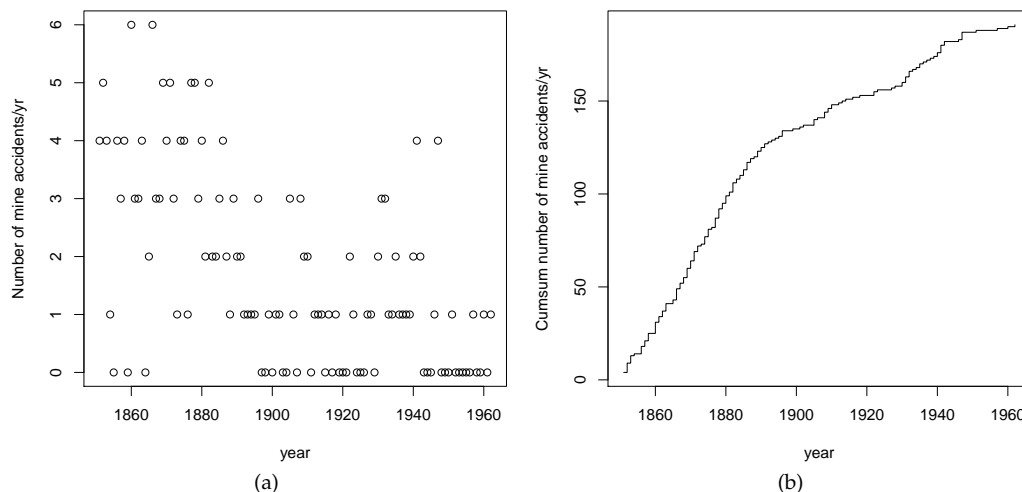 Number of mine accidents/yr
6
5
4
3
2
1
0
1860 1880 1900 1920 1940 1960
year
(a)
Cumsum number of mine accidents/yr
150
100
50
0
1860 1880 1900 1920 1940 1960
year
(b)